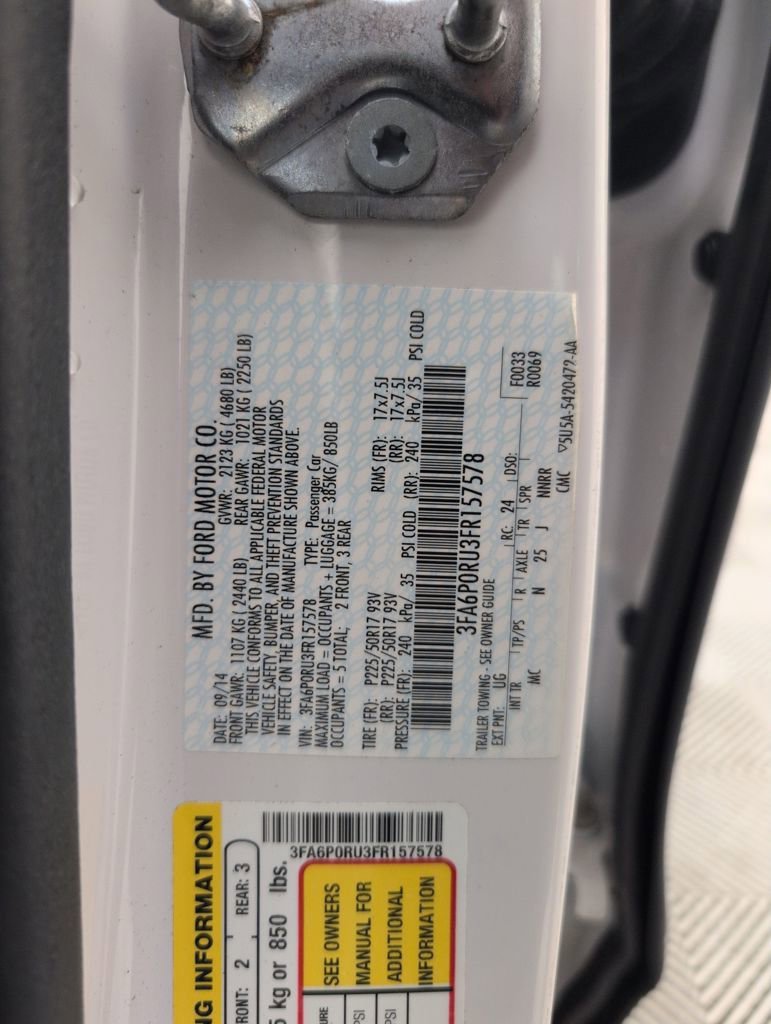 MFD. BY FORD MOTOR CO.
DATE: 09/14 GVWR: 2123 KG ( 4680 LB)
FRONT GAWR: 1107 KG ( 2440 LB) REAR GAWR: 1021 KG ( 2250 LB)
THIS VEHICLE CONFORMS TO ALL APPLICABLE FEDERAL MOTOR
VEHICLE SAFETY, BUMPER, AND THEFT PREVENTION STANDARDS
IN EFFECT ON THE DATE OF MANUFACTURE SHOWN ABOVE.
VIN: 3FA6P0RU3FR157578 TYPE: Passenger Car
MAXIMUM LOAD = OCCUPANTS + LUGGAGE = 385KG/ 850LB
OCCUPANTS = 5 TOTAL; 2 FRONT, 3 REAR
TIRE (FR): P225/50R17 93V RIMS (FR): 17x7.5J
(RR): P225/50R17 93V (RR): 17x7.5J
PRESSURE (FR): 240 kPa/ 35 PSI COLD (RR): 240 kPa/ 35 PSI COLD
3FA6P0RU3FR157578
TRAILER TOWING - SEE OWNER GUIDE
F0033
R0069
EXT PNT: UG RC: 24 DSO:
INT TR TP/PS R AXLE TR SPR
MC N 25 J NNRR
CMC ▽5U5A-5420472-AA
NG INFORMATION
RONT: 2 REAR: 3
5 kg or 850 lbs.
3FA6P0RU3FR157578
SEE OWNERS
MANUAL FOR
ADDITIONAL
INFORMATION
URE
PSI
PSI